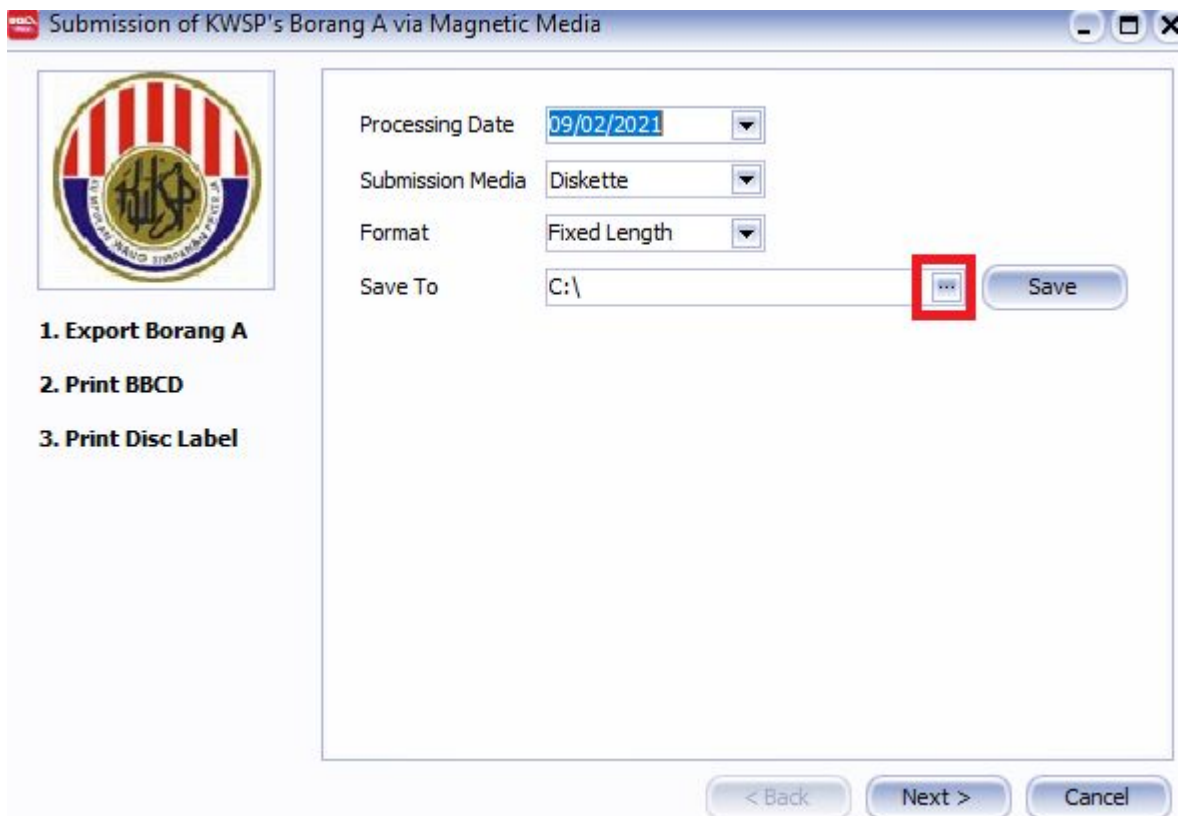 Submission of KWSP's Borang A via Magnetic Media
KWSP
1. Export Borang A
2. Print BBCD
3. Print Disc Label
Processing Date 09/02/2021
Submission Media Diskette
Format Fixed Length
Save To C:\ ... Save
< Back Next > Cancel